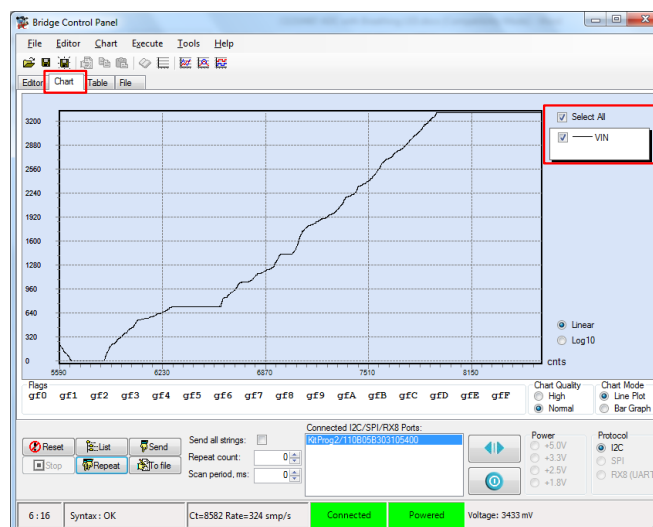 Bridge Control Panel
File Editor Chart Execute Tools Help
Editor Chart Table File
3200
2880
2560
2240
1920
1600
1280
960
640
320
0
5590 6230 6870 7510 8150
cnts
Select All
VIN
Linear
Log10
Flags
gf0 gf1 gf2 gf3 gf4 gf5 gf6 gf7 gf8 gf9 gfA gfB gfC gfD gfE gfF
Chart Quality
High
Normal
Chart Mode
Line Plot
Bar Graph
Reset List Send
Stop Repeat To file
Send all strings:
Repeat count: 0
Scan period, ms: 0
Connected I2C/SPI/RX8 Ports:
KitProg2/110B05B303105400
Power
+5.0V
+3.3V
+2.5V
+1.8V
Protocol
I2C
SPI
RX8 (UART
6 : 16 Syntax : OK Ct=8582 Rate=324 smp/s Connected Powered Voltage: 3433 mV